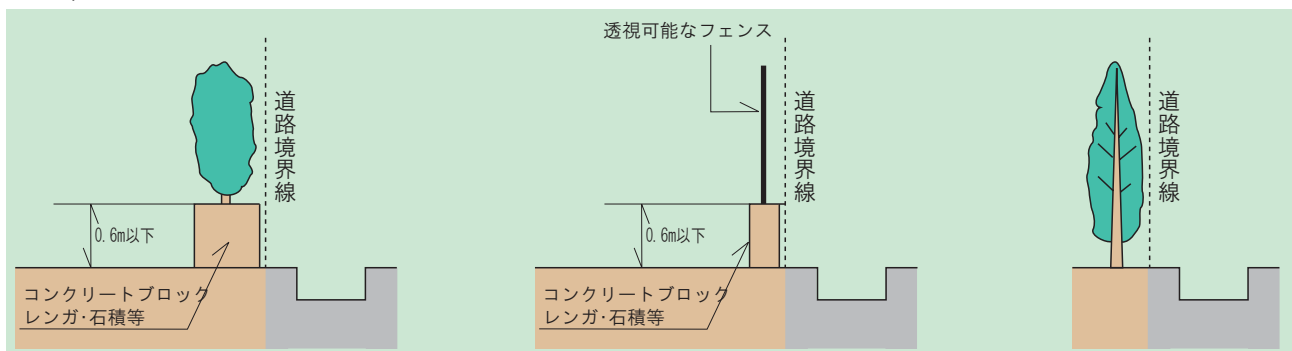 透視可能なフェンス
道路境界線
0.6m以下
コンクリートブロック
レンガ・石積等
道路境界線
0.6m以下
コンクリートブロック
レンガ・石積等
道路境界線